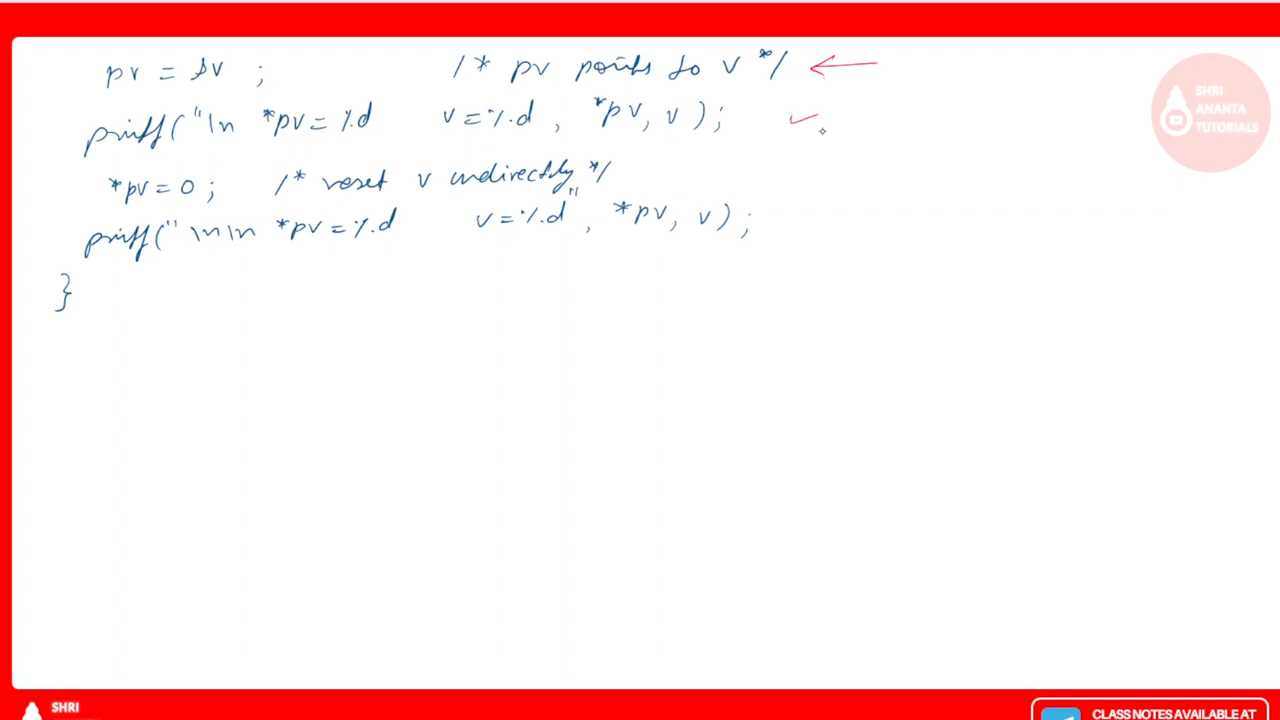 pv = &v ; /* pv points to v */
printf("\n *pv = %d v = %d , *pv, v ) ;
*pv = 0 ; /* reset v indirectly */
printf(" \n\n *pv = %d v = %d" , *pv, v ) ;
}
SHRI
ANANTA
TUTORIALS
SHRI
CLASS NOTES AVAILABLE AT